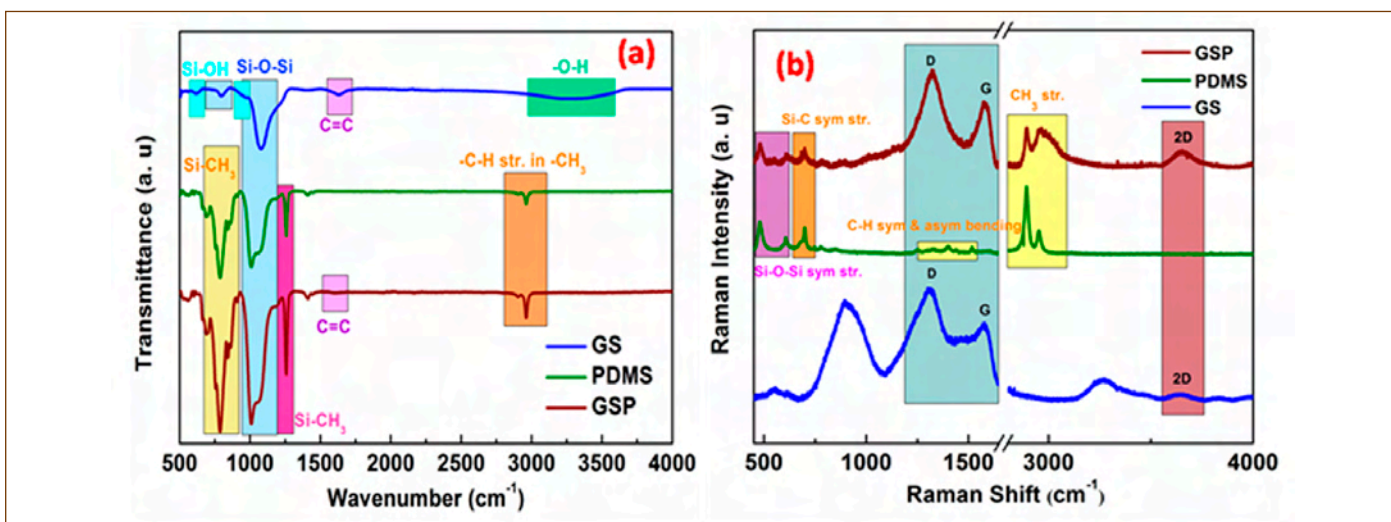 (a)
Si-OH
Si-O-Si
-O-H
C=C
Si-CH3
-C-H str. in -CH3
C=C
Si-CH3
GS
PDMS
GSP
Transmittance (a. u)
500 1000 1500 2000 2500 3000 3500 4000
Wavenumber (cm-1)
(b)
D
G
GSP
PDMS
GS
CH3 str.
Si-C sym str.
2D
C-H sym & asym bending
Si-O-Si sym str.
D
G
2D
Raman Intensity (a. u)
500 1000 1500 3000 4000
Raman Shift (cm-1)